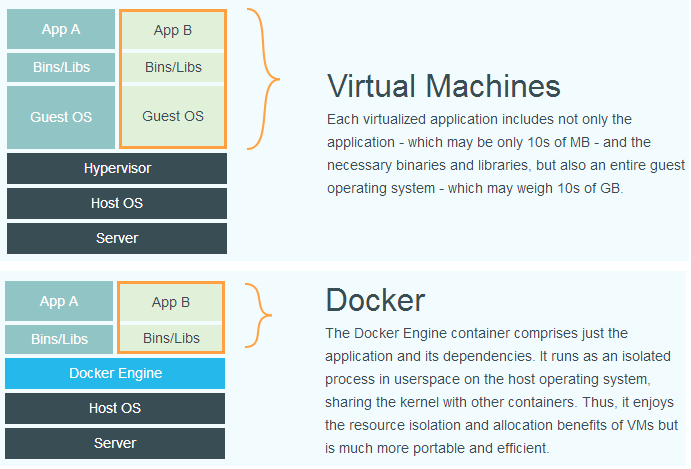 App A
App B
Bins/Libs
Bins/Libs
Guest OS
Guest OS
Hypervisor
Host OS
Server
Virtual Machines
Each virtualized application includes not only the
application - which may be only 10s of MB - and the
necessary binaries and libraries, but also an entire guest
operating system - which may weigh 10s of GB.
App A
App B
Bins/Libs
Bins/Libs
Docker Engine
Host OS
Server
Docker
The Docker Engine container comprises just the
application and its dependencies. It runs as an isolated
process in userspace on the host operating system,
sharing the kernel with other containers. Thus, it enjoys
the resource isolation and allocation benefits of VMs but
is much more portable and efficient.